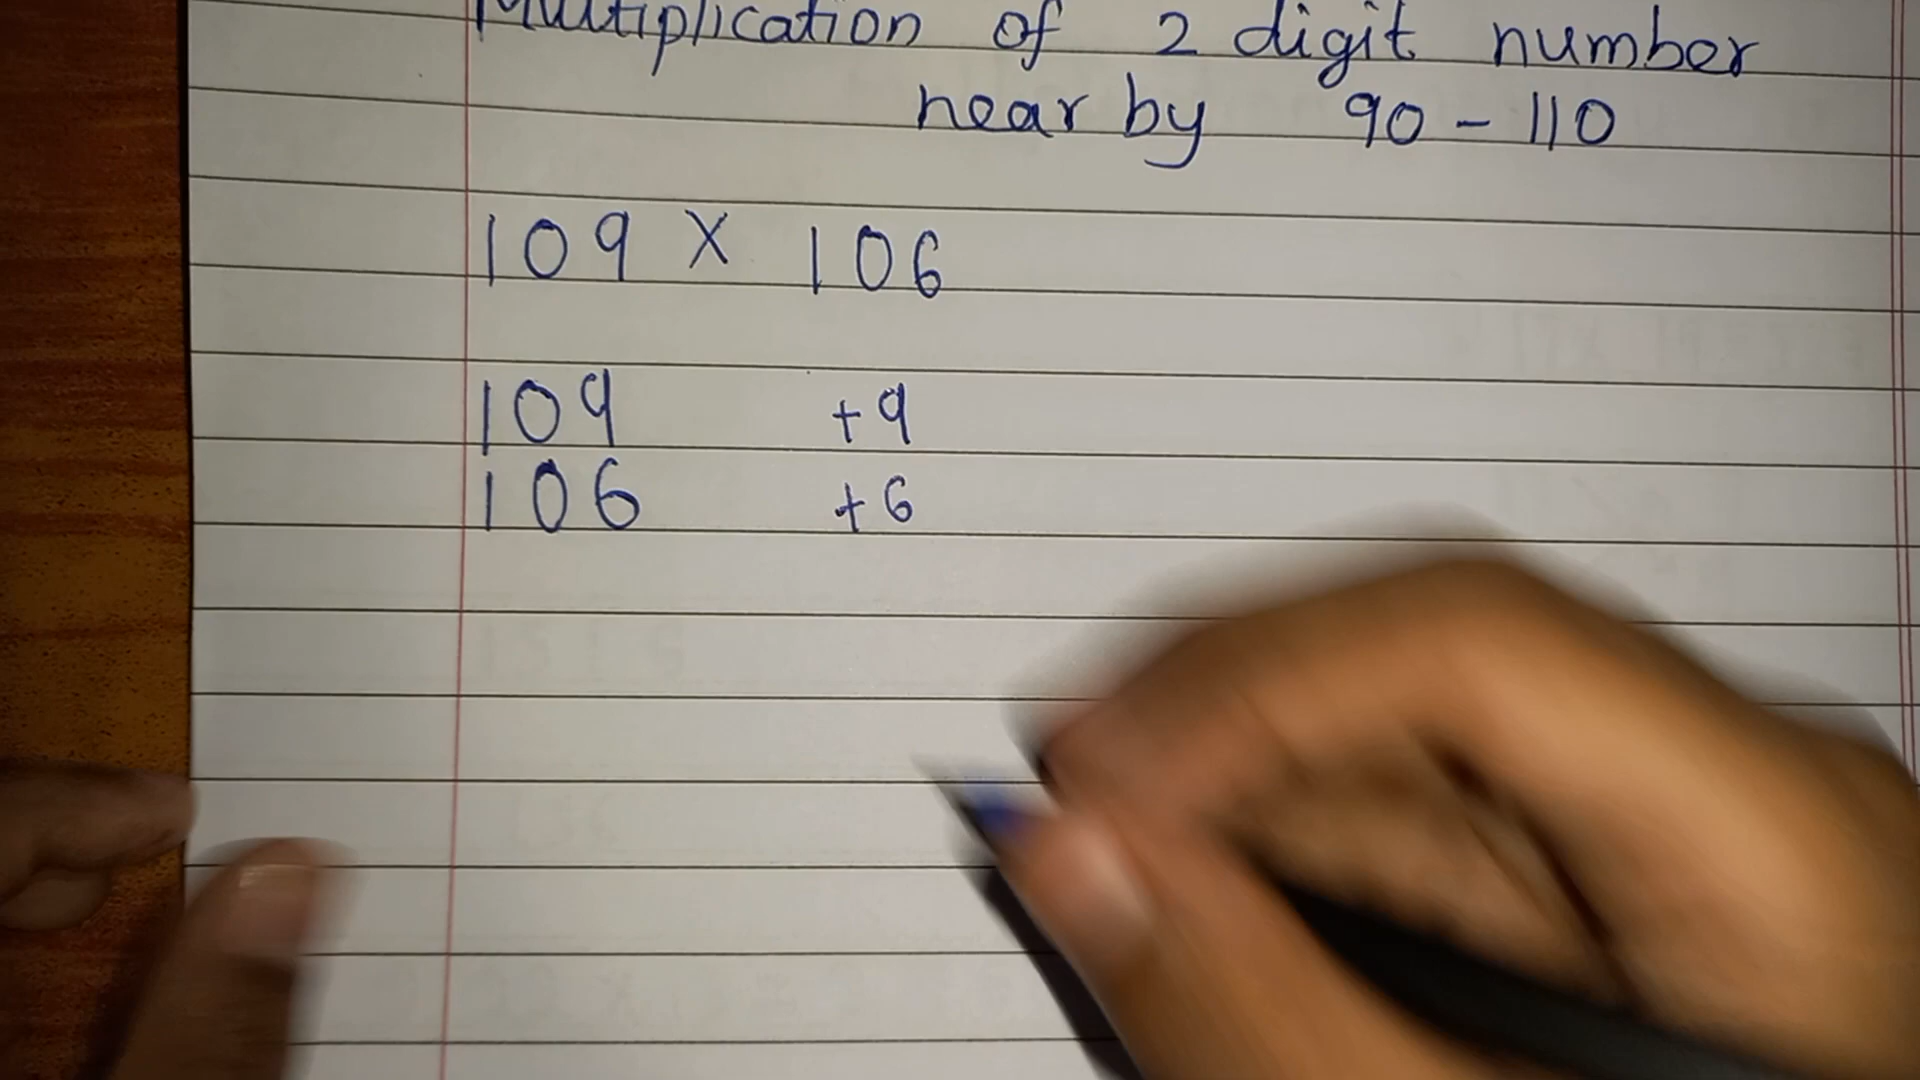 Multiplication of 2 digit number
near by 90 - 110
109 X 106
109 +9
106 +6